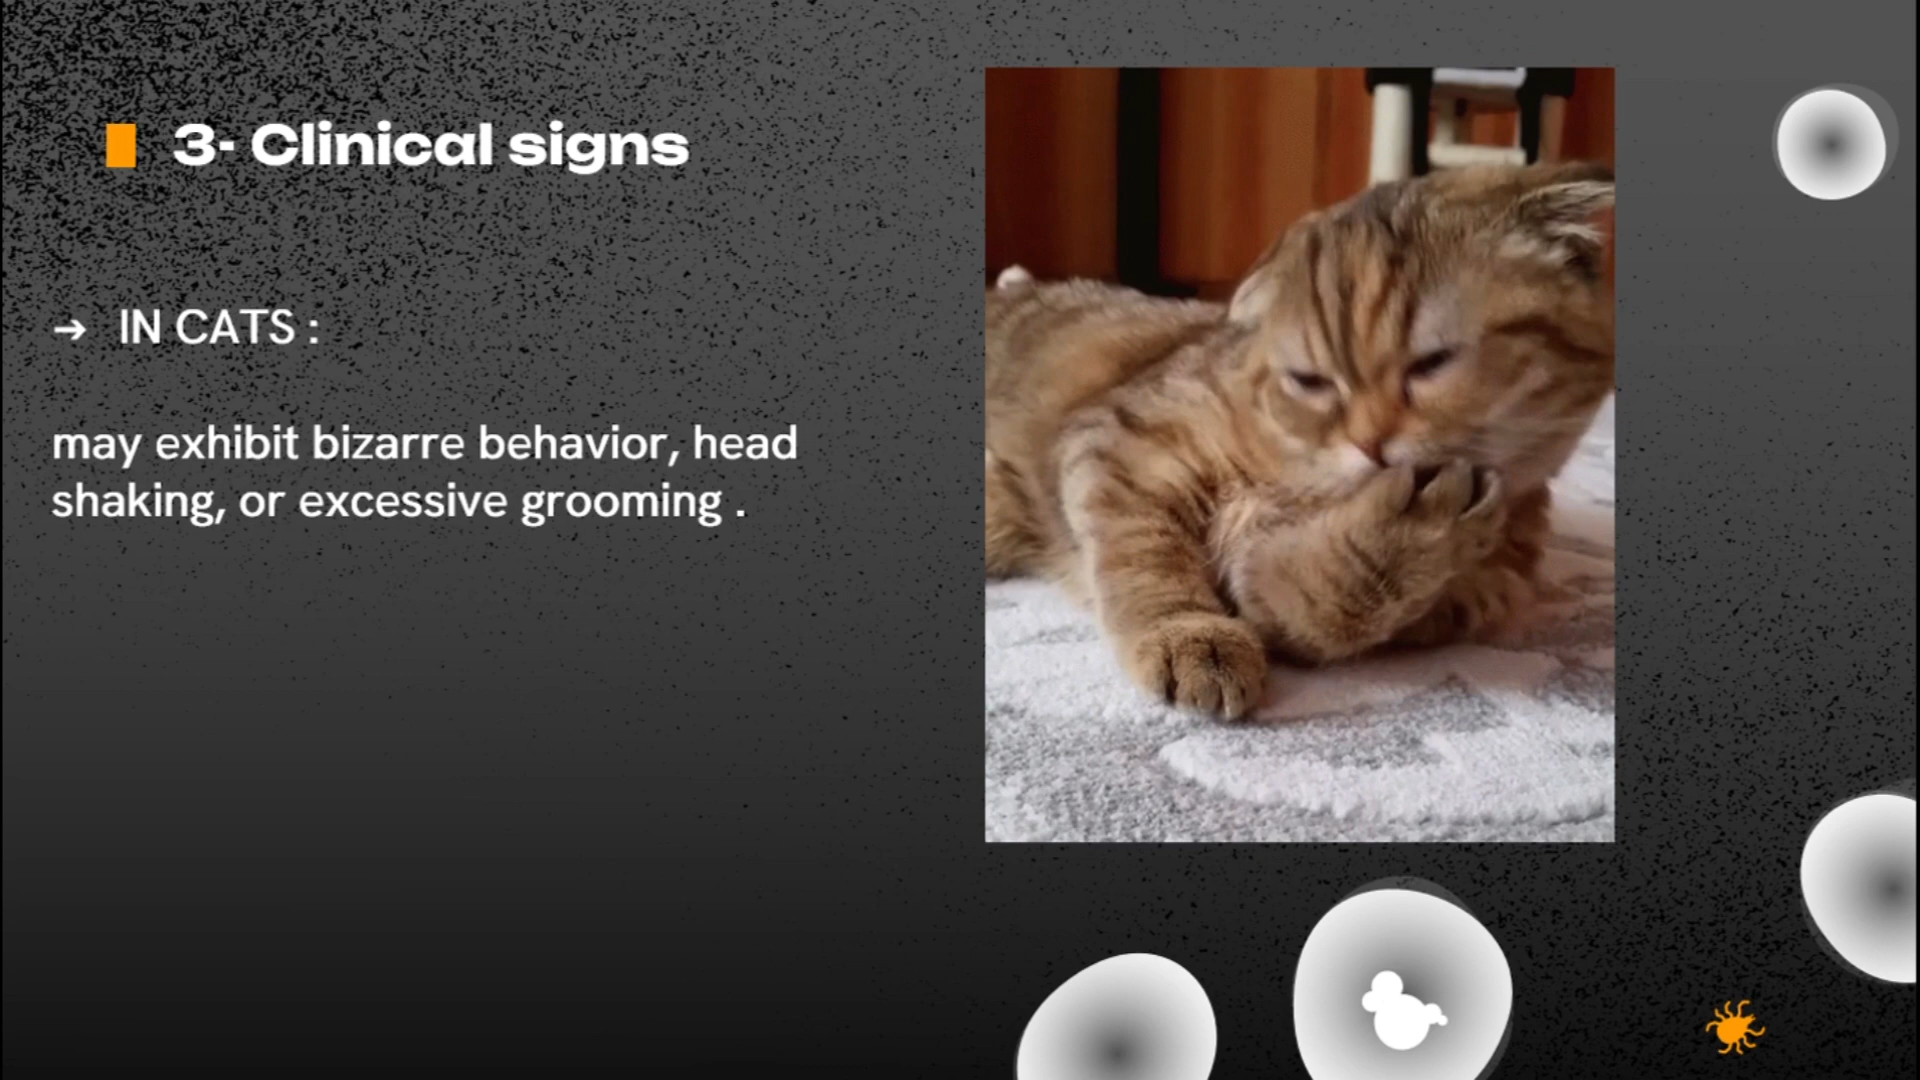 3- Clinical signs
➔ IN CATS :
may exhibit bizarre behavior, head
shaking, or excessive grooming .